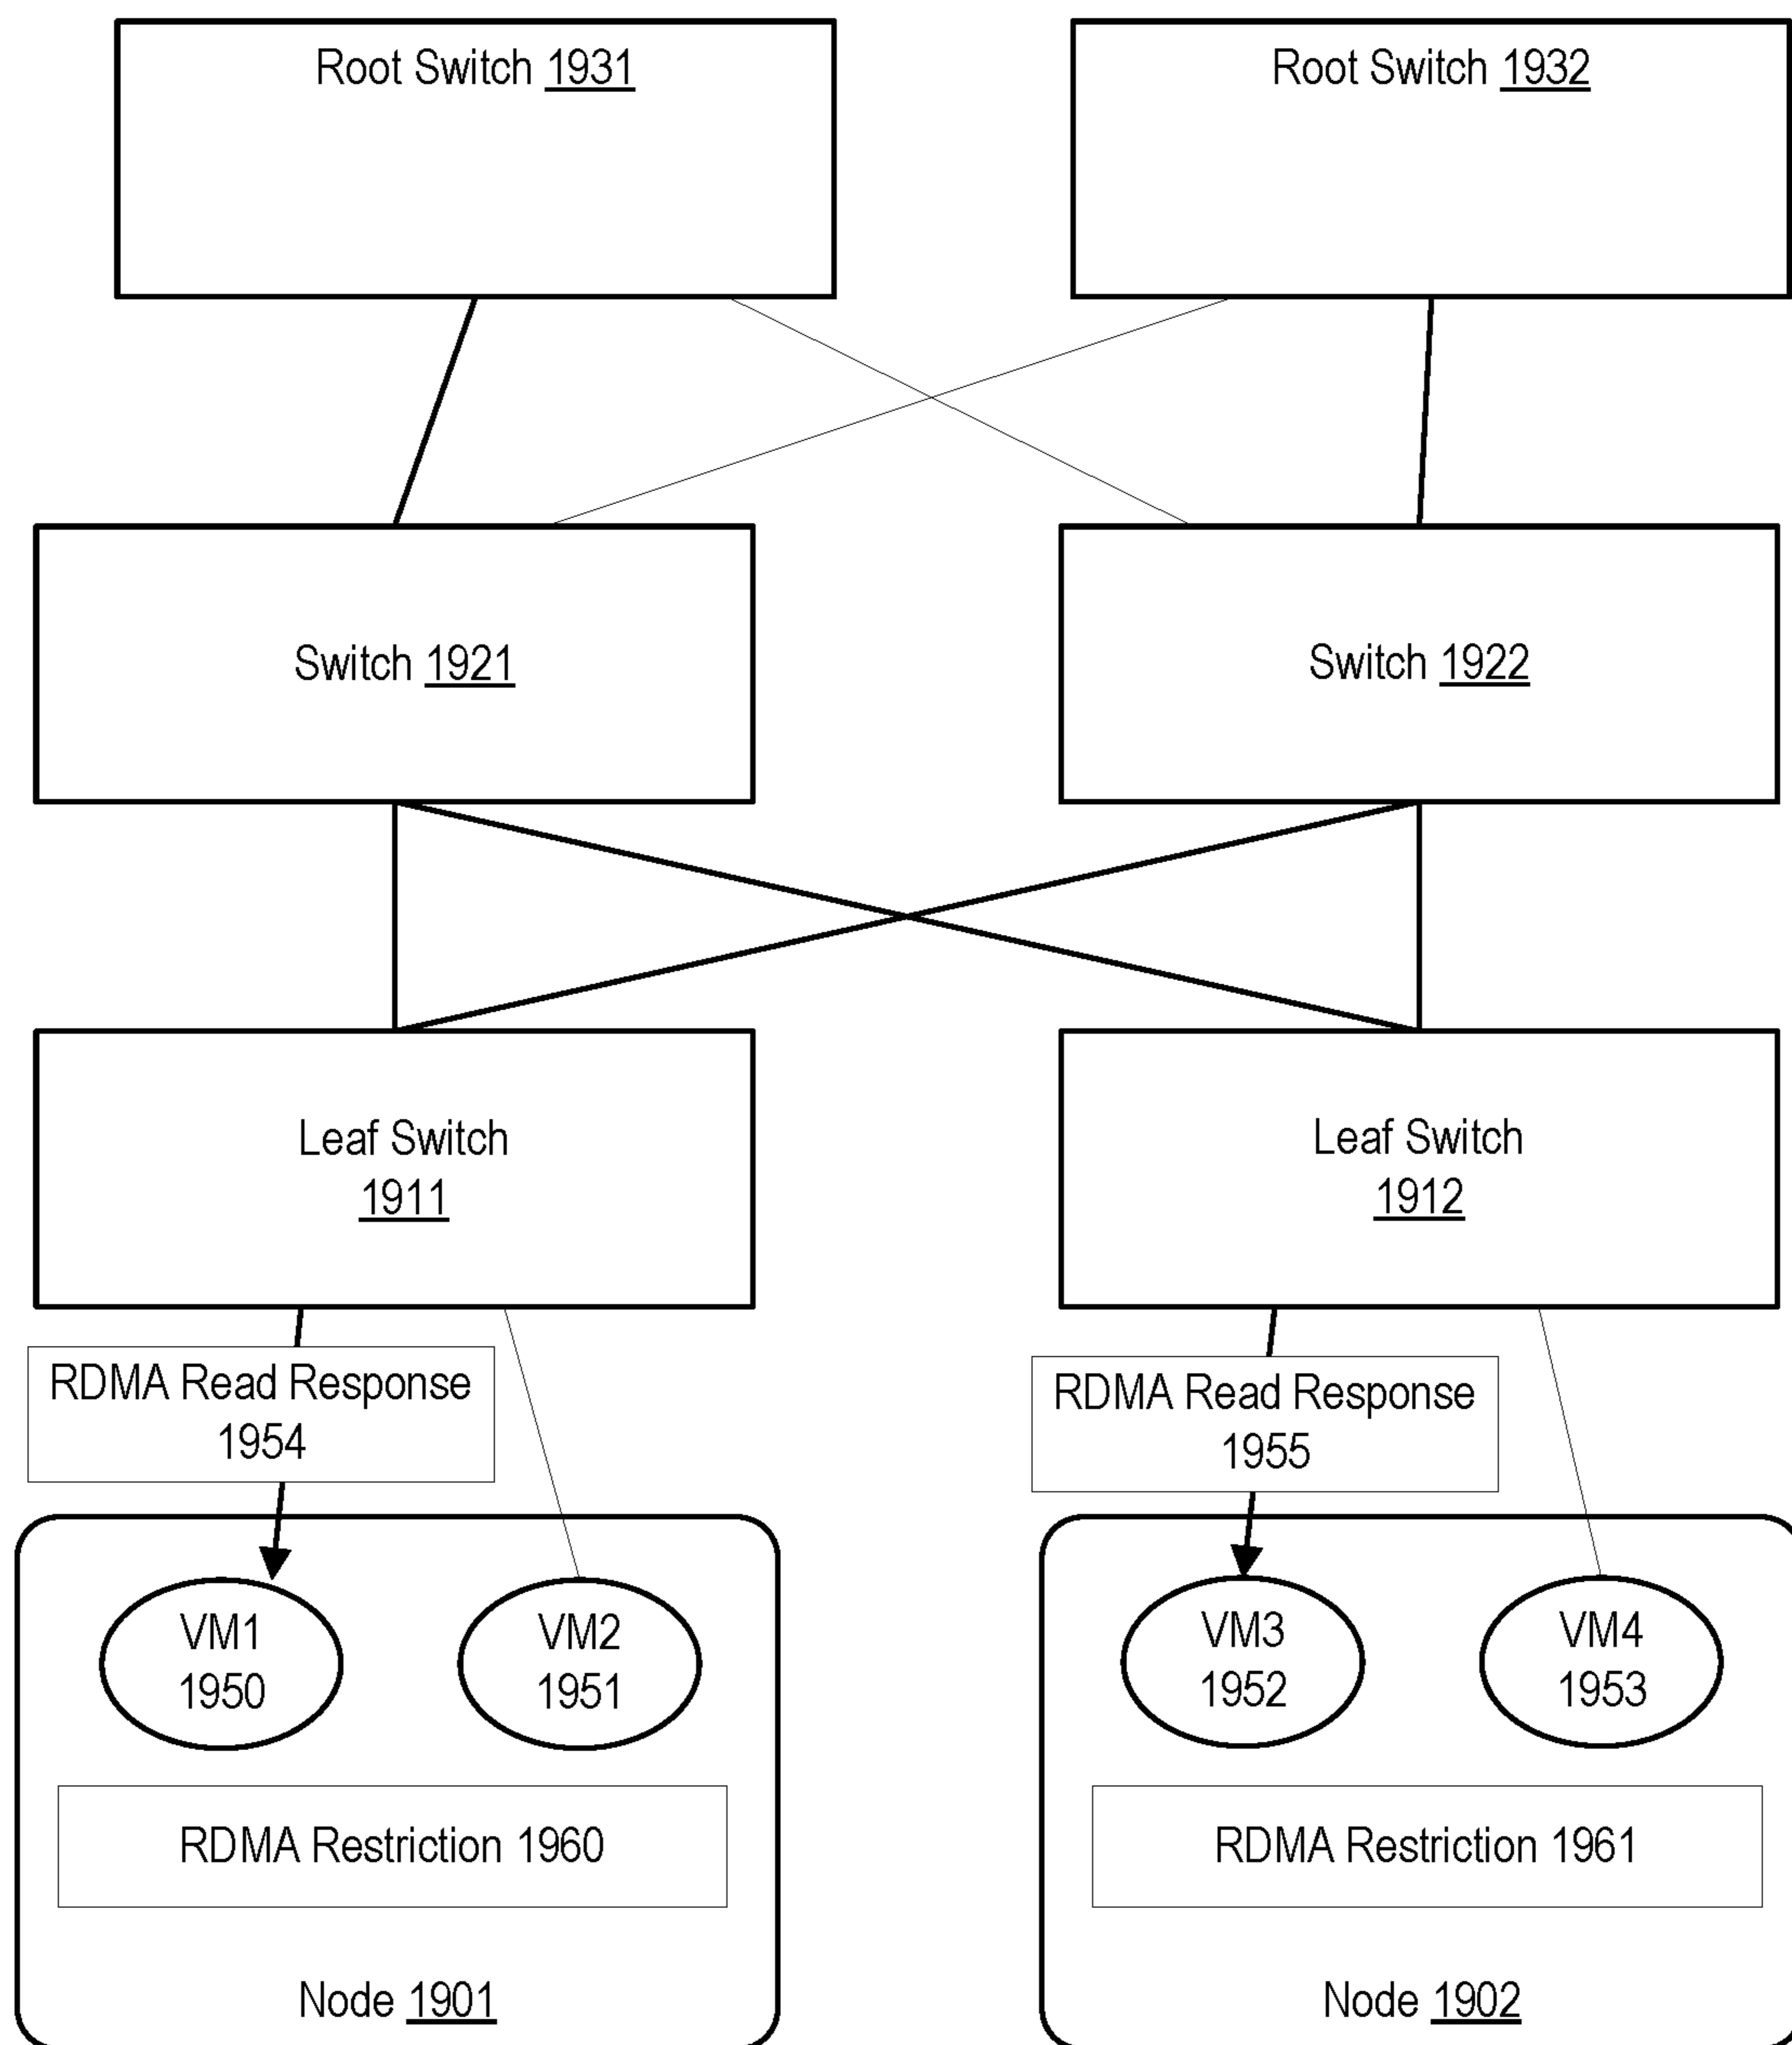 Root Switch 1931
Root Switch 1932
Switch 1921
Switch 1922
Leaf Switch
1911
Leaf Switch
1912
RDMA Read Response
1954
RDMA Read Response
1955
VM1
1950
VM2
1951
VM3
1952
VM4
1953
RDMA Restriction 1960
RDMA Restriction 1961
Node 1901
Node 1902